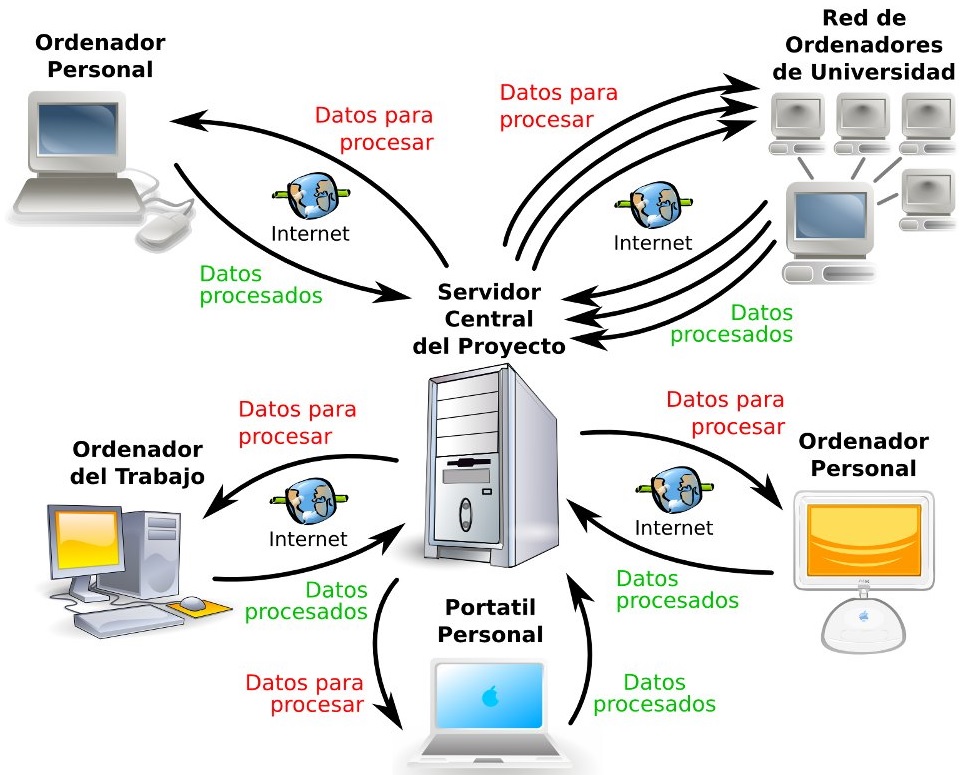 Ordenador
Personal
Datos para
procesar
Internet
Datos
procesados
Datos para
procesar
Red de
Ordenadores
de Universidad
Internet
Datos
procesados
Servidor
Central
del Proyecto
Ordenador
del Trabajo
Datos para
procesar
Internet
Datos
procesados
Datos para
procesar
Ordenador
Personal
Internet
Datos
procesados
Portatil
Personal
Datos para
procesar
Datos
procesados